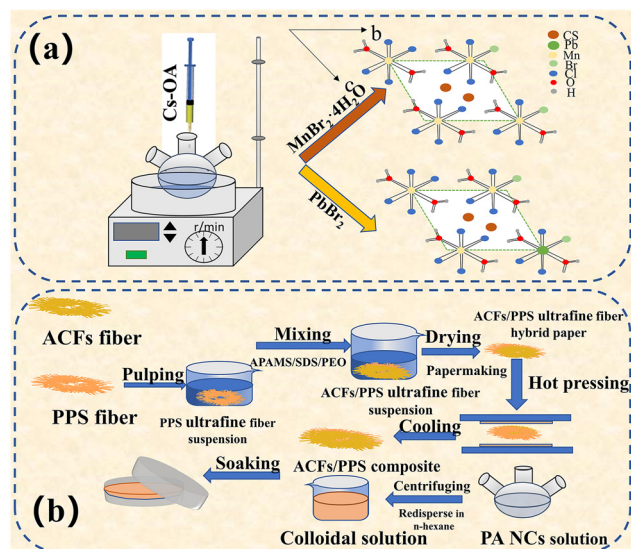 (a)
Cs-OA
r/min
MnBr₂·4H₂O
PbBr₂
b
c
CS
Pb
Mn
Br
Cl
O
H
ACFs fiber
PPS fiber
Pulping
PPS ultrafine fiber
suspension
Mixing
APAMS/SDS/PEO
ACFs/PPS ultrafine fiber
suspension
Drying
Papermaking
ACFs/PPS ultrafine fiber
hybrid paper
Hot pressing
Cooling
ACFs/PPS composite
Soaking
(b)
Colloidal solution
Centrifuging
Redisperse in
n-hexane
PA NCs solution